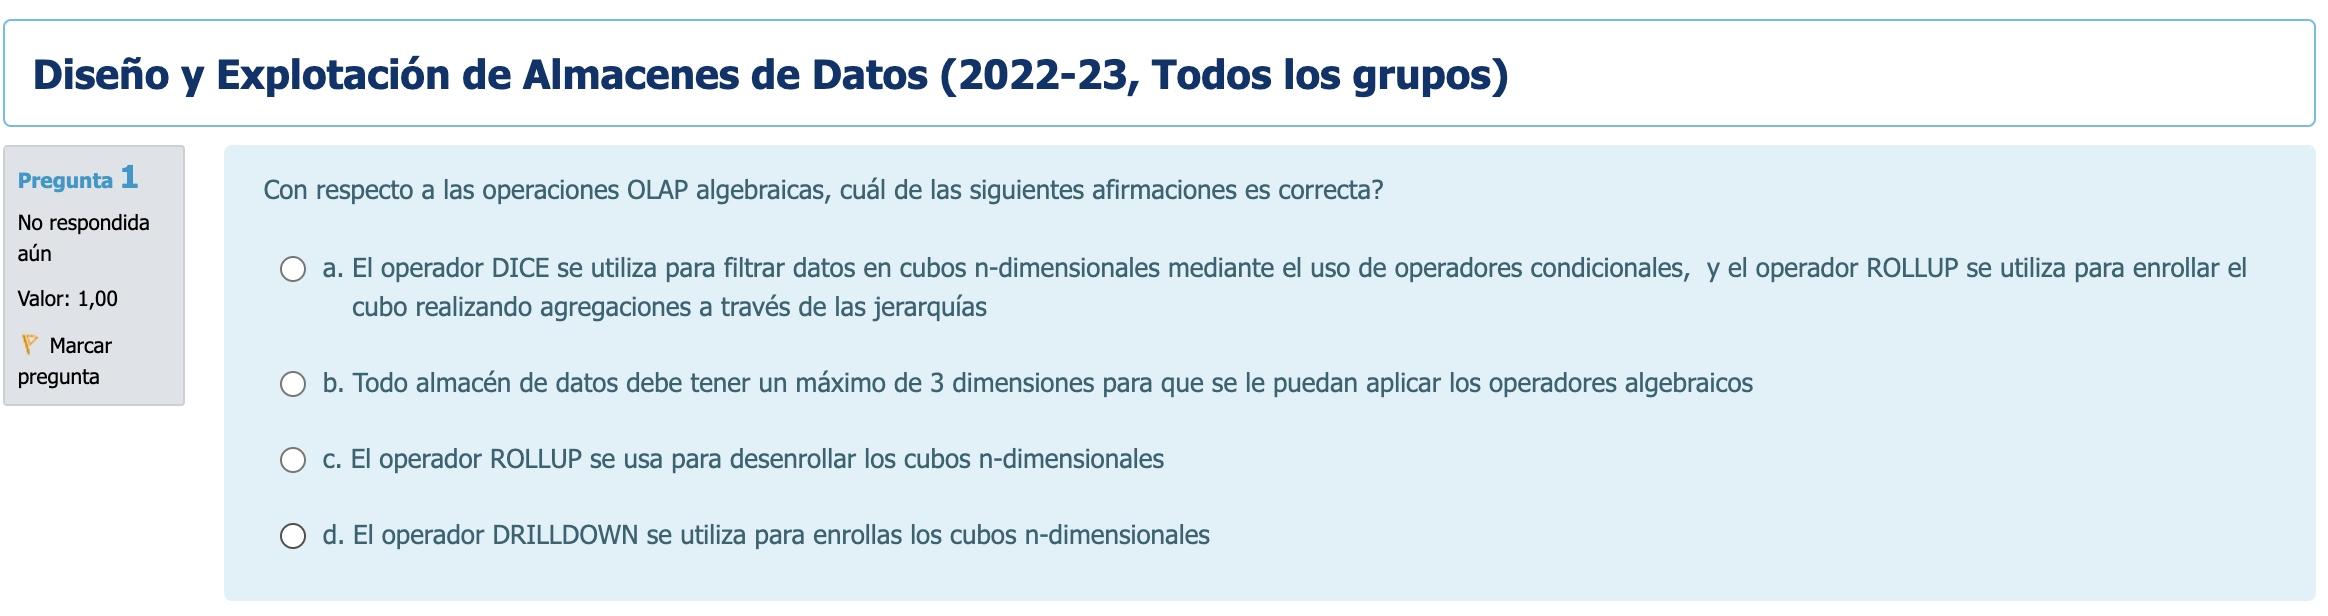 Diseño y Explotación de Almacenes de Datos (2022-23, Todos los grupos)
Pregunta 1
No respondida
aún
Valor: 1,00
Marcar
pregunta
Con respecto a las operaciones OLAP algebraicas, cuál de las siguientes afirmaciones es correcta?
a. El operador DICE se utiliza para filtrar datos en cubos n-dimensionales mediante el uso de operadores condicionales, y el operador ROLLUP se utiliza para enrollar el
cubo realizando agregaciones a través de las jerarquías
b. Todo almacén de datos debe tener un máximo de 3 dimensiones para que se le puedan aplicar los operadores algebraicos
c. El operador ROLLUP se usa para desenrollar los cubos n-dimensionales
d. El operador DRILLDOWN se utiliza para enrollas los cubos n-dimensionales